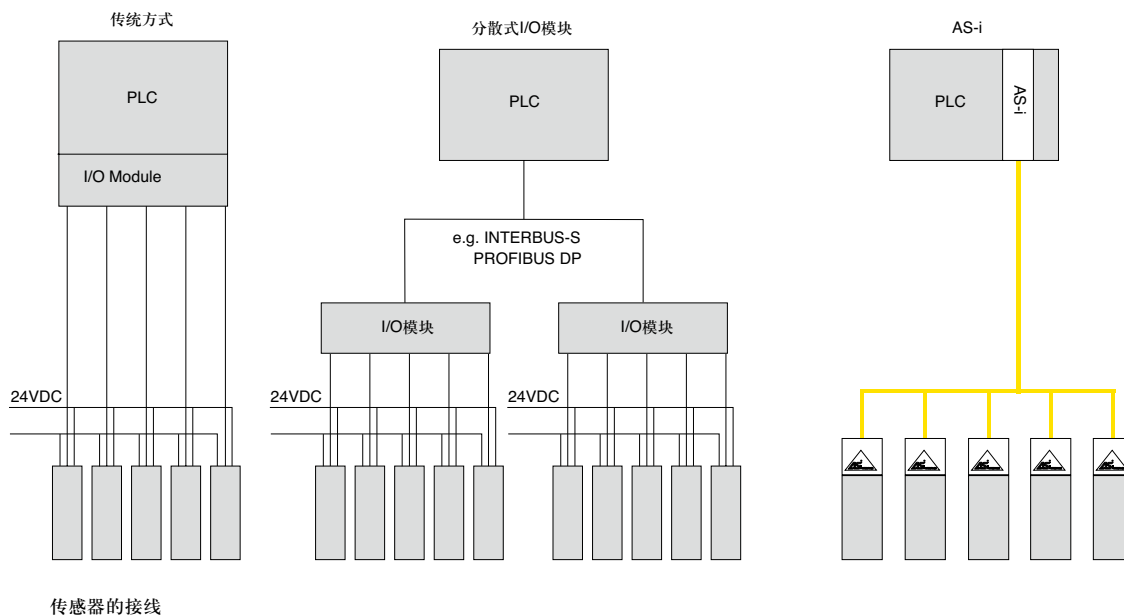 传统方式
分散式I/O模块
AS-i
PLC
PLC
PLC
AS-i
I/O Module
e.g. INTERBUS-S
PROFIBUS DP
I/O模块
I/O模块
24VDC
24VDC
24VDC
传感器的接线